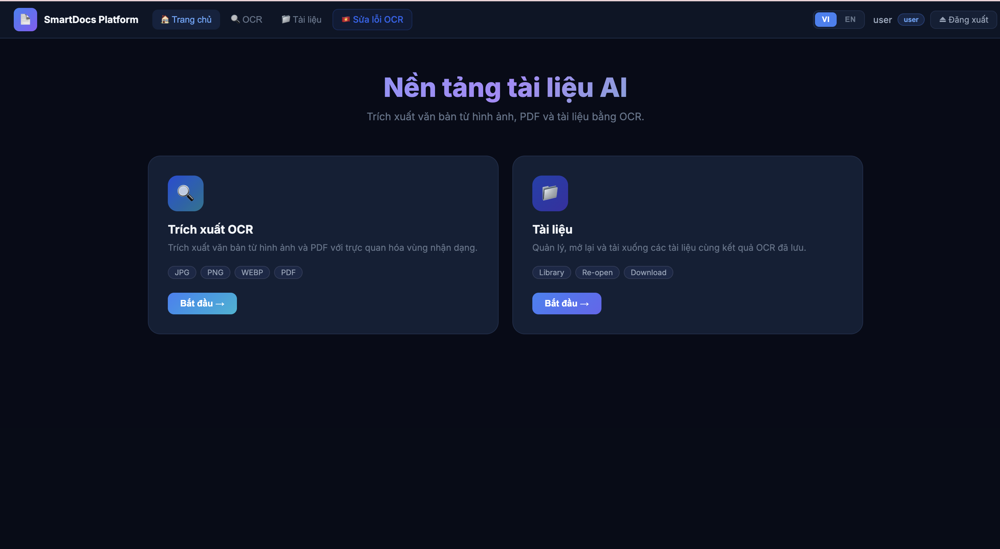 SmartDocs Platform
Trang chủ
OCR
Tài liệu
Sửa lỗi OCR
VI
EN
user
user
Đăng xuất
Nền tảng tài liệu AI
Trích xuất văn bản từ hình ảnh, PDF và tài liệu bằng OCR.
Trích xuất OCR
Trích xuất văn bản từ hình ảnh và PDF với trực quan hóa vùng nhận dạng.
JPG
PNG
WEBP
PDF
Bắt đầu →
Tài liệu
Quản lý, mở lại và tải xuống các tài liệu cùng kết quả OCR đã lưu.
Library
Re-open
Download
Bắt đầu →